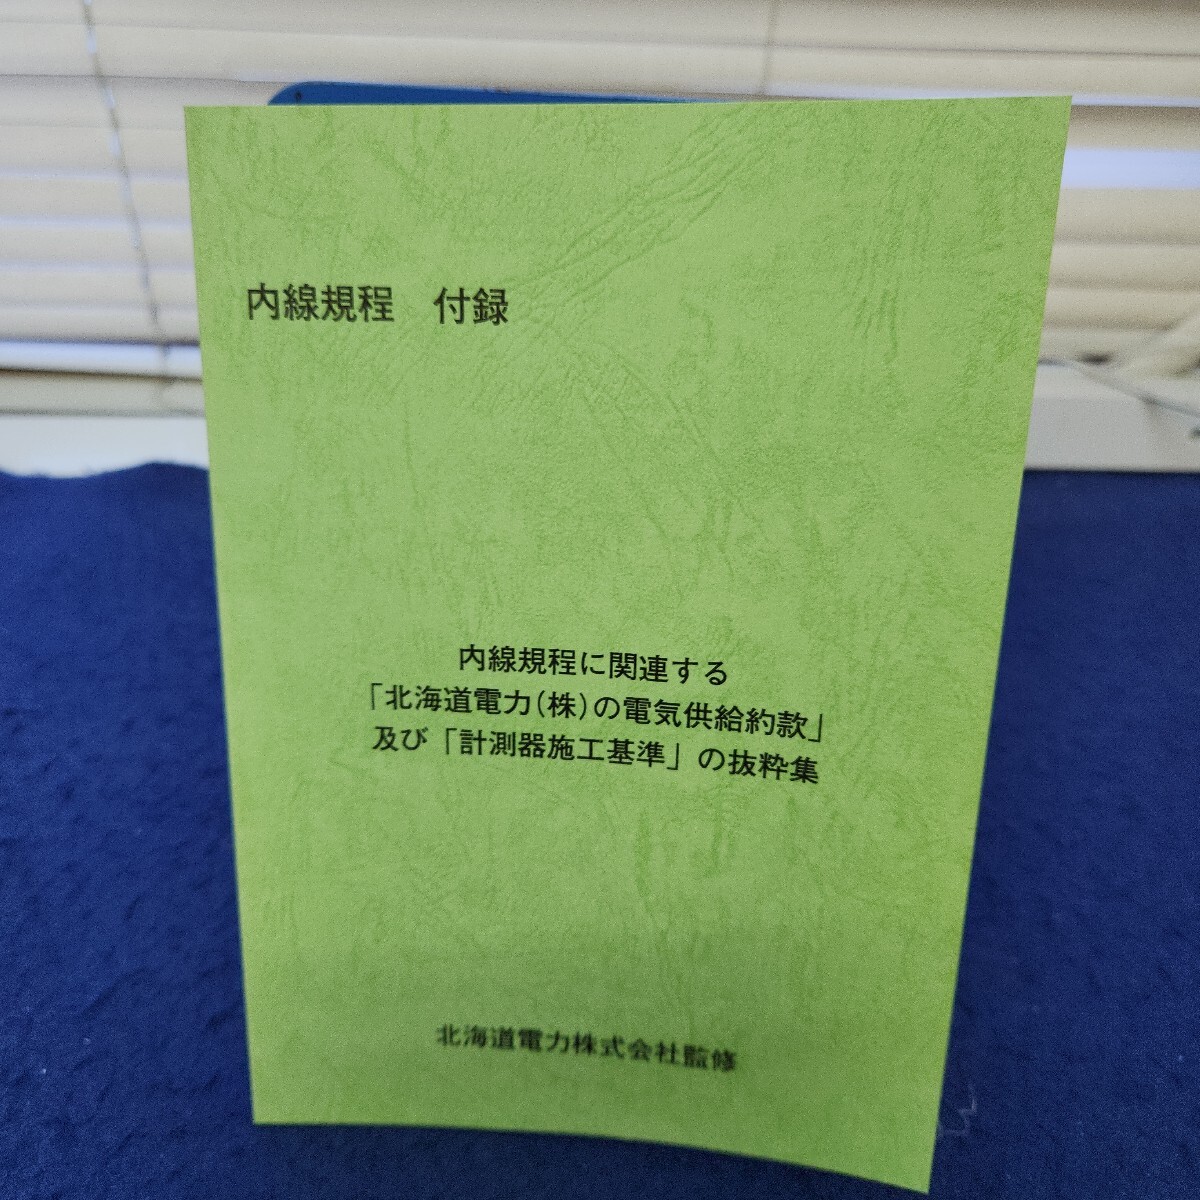 内線規程　付録
内線規程に関連する
「北海道電力(株)の電気供給約款」
及び「計測器施工基準」の抜粋集
北海道電力株式会社監修